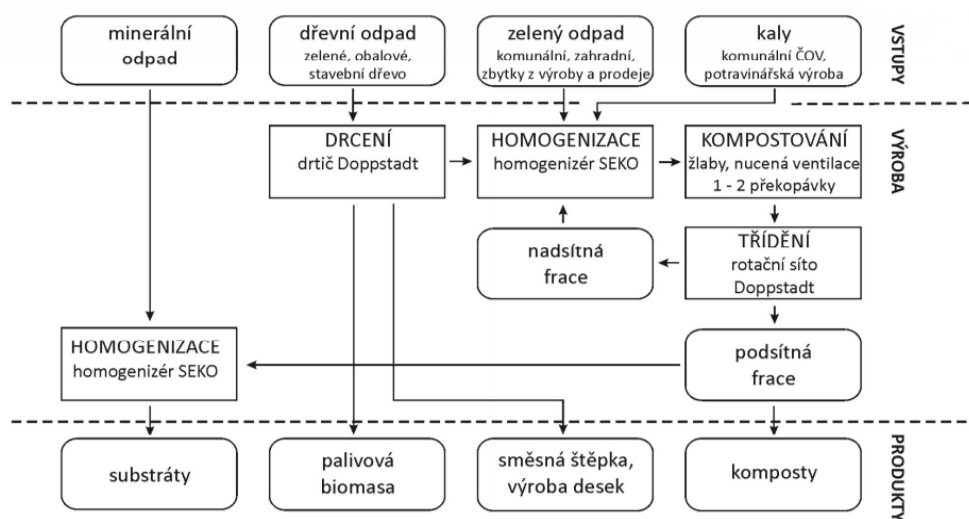 minerální
odpad
dřevní odpad
zelené, obalové,
stavební dřevo
zelený odpad
komunální, zahradní,
zbytky z výroby a prodeje
kaly
komunální ČOV,
potravinářská výroba
VSTUPY
DRCENÍ
drtič Doppstadt
HOMOGENIZACE
homogenizér SEKO
KOMPOSTOVÁNÍ
žlaby, nucená ventilace
1 - 2 překopávky
VÝROBA
nadsítná
frace
TŘÍDĚNÍ
rotační síto
Doppstadt
HOMOGENIZACE
homogenizér SEKO
podsítná
frace
substráty
palivová
biomasa
směsná štěpka,
výroba desek
komposty
PRODUKTY